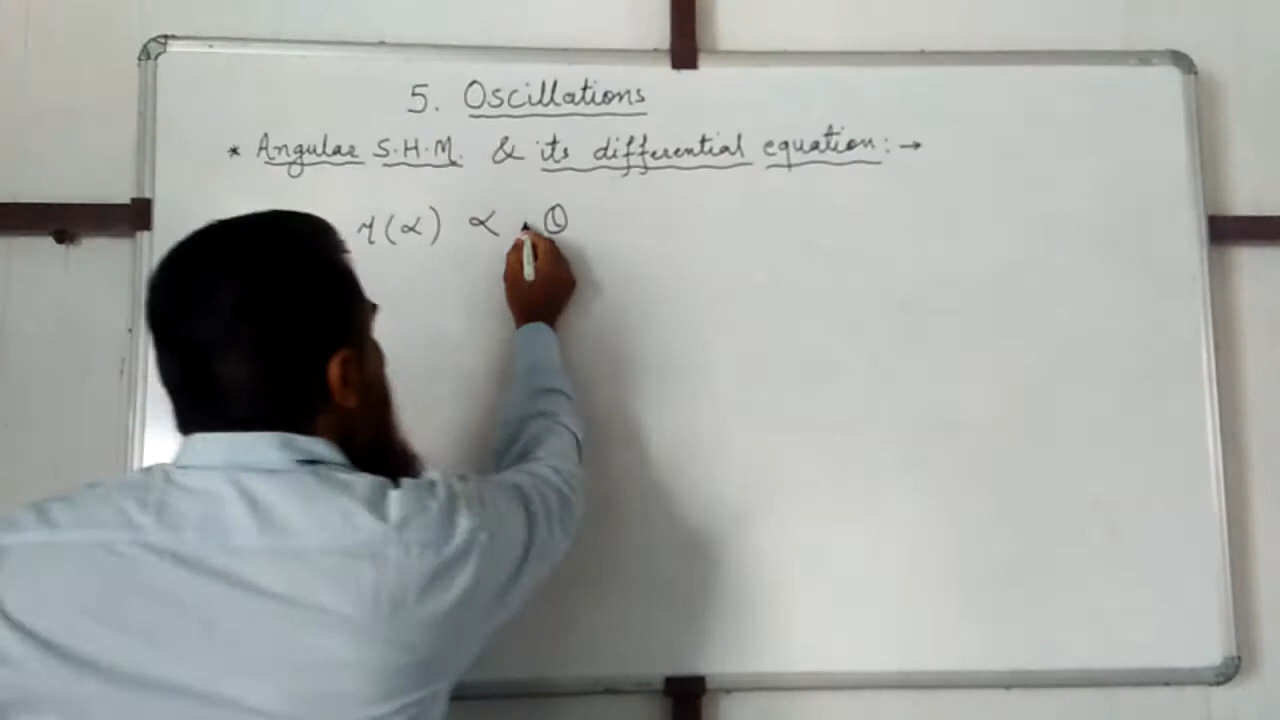 5. Oscillations
* Angular S.H.M. & its differential equation :→
τ(α) ∝ θ